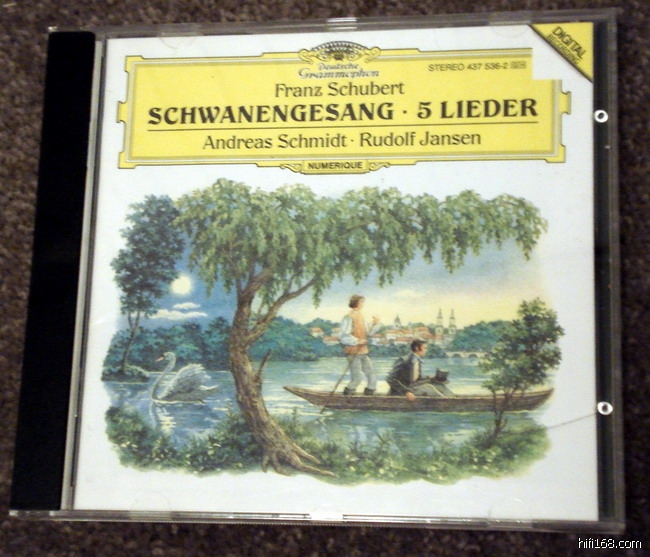 DIGITAL
Deutsche
Grammophon
STEREO 437 536-2
Franz Schubert
SCHWANENGESANG · 5 LIEDER
Andreas Schmidt · Rudolf Jansen
NUMERIQUE
hifi168.com